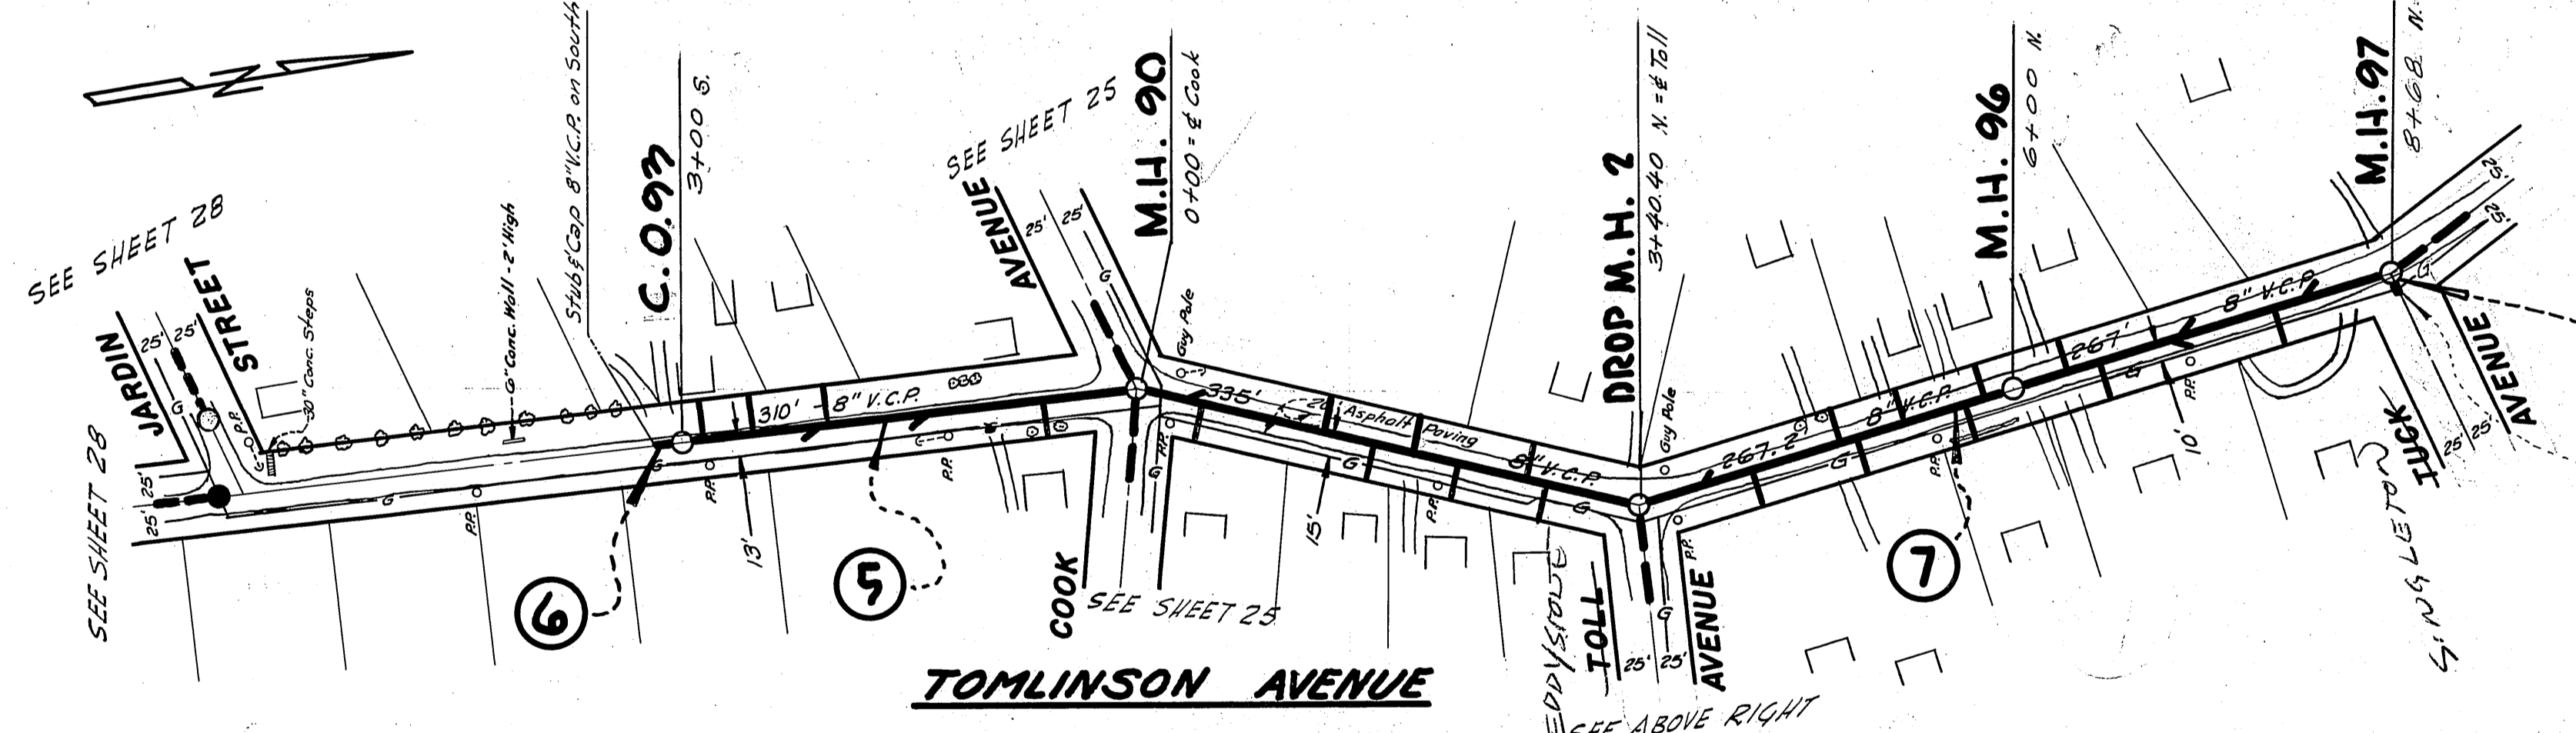 N
SEE SHEET 28
JARDIN
STREET
25'
25'
25'
25'
SEE SHEET 28
G
P.P.
30" Conc. Steps
6" Conc. Wall - 2' High
Stub & Cap 8" V.C.P. on South
C.O. 93
3+00 S.
G
P.P.
G
P.P.
13'
310'
8" V.C.P.
P.P.
6
5
SEE SHEET 25
AVENUE
25'
25'
G
M.H. 90
0+00 = ℄ Cook
Guy Pole
335'
Asphalt Paving
8" V.C.P.
P.P.
G
COOK
SEE SHEET 25
G
15'
P.P.
G
TOMLINSON AVENUE
DROP M.H. 2
3+40.40 N. = ℄ Toll
Guy Pole
267.2'
8" V.C.P.
G
P.P.
EDDYSTONE
TOLL
25'
25'
G
AVENUE
P.P.
SEE ABOVE RIGHT
7
M.H. 96
6+00 N.
267'
8" V.C.P.
G
10'
P.P.
M.H. 97
8+68 N.
25'
25'
G
TUCK
AVENUE
25'
25'
SINGLETON